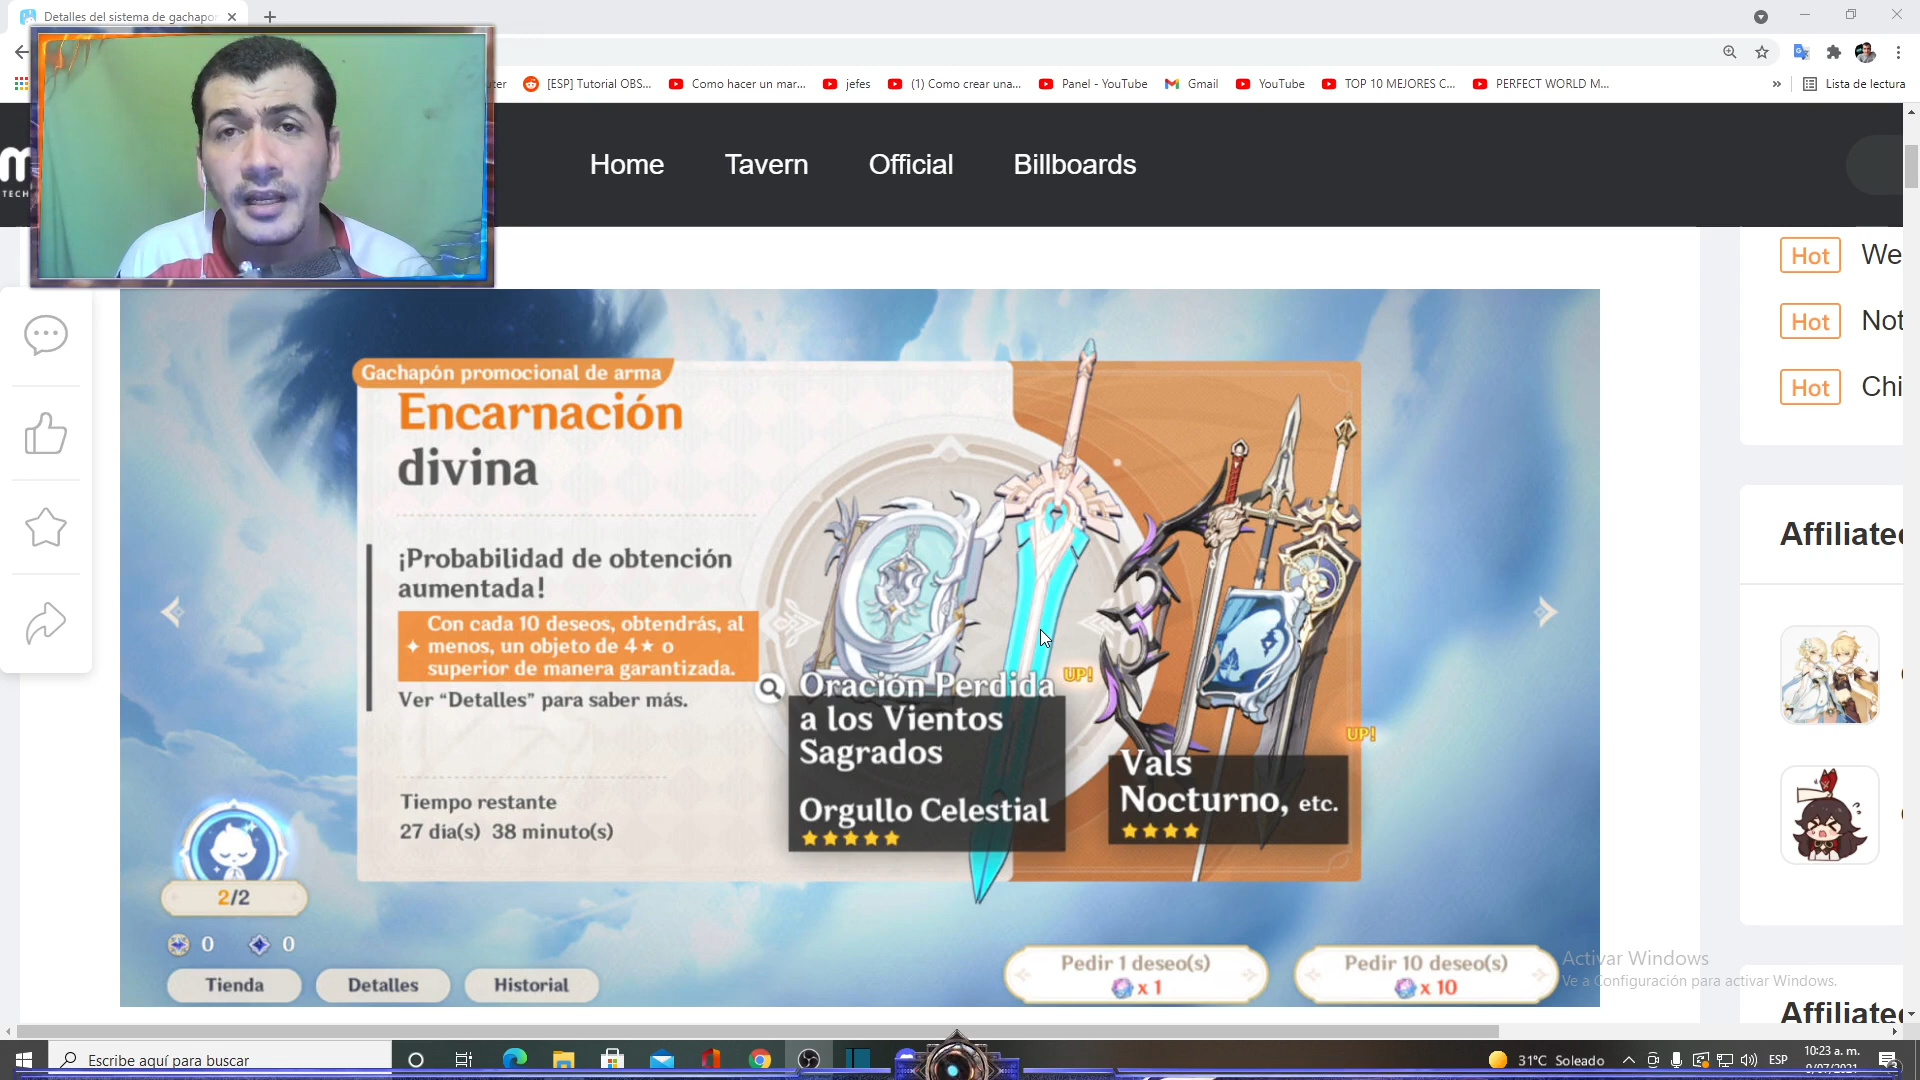 Detalles del sistema de gachapo
[ESP] Tutorial OBS...
Como hacer un mar...
jefes
(1) Como crear una...
Panel - YouTube
Gmail
YouTube
TOP 10 MEJORES C...
PERFECT WORLD M...
Lista de lectura
TECH
Home
Tavern
Official
Billboards
Hot We
Hot Not
Hot Chi
Affiliate
Gachapón promocional de arma
Encarnación
divina
¡Probabilidad de obtención
aumentada!
Con cada 10 deseos, obtendrás, al
menos, un objeto de 4★ o
superior de manera garantizada.
Ver “Detalles” para saber más.
Tiempo restante
27 día(s) 38 minuto(s)
Oración Perdida UP!
a los Vientos
Sagrados
Orgullo Celestial
UP!
Vals
Nocturno, etc.
2/2
0 0
Tienda
Detalles
Historial
Pedir 1 deseo(s)
x 1
Pedir 10 deseo(s)
x 10
Activar Windows
Ve a Configuración para activar Windows.
Affiliate
Escribe aquí para buscar
31°C Soleado
ESP
10:23 a. m.